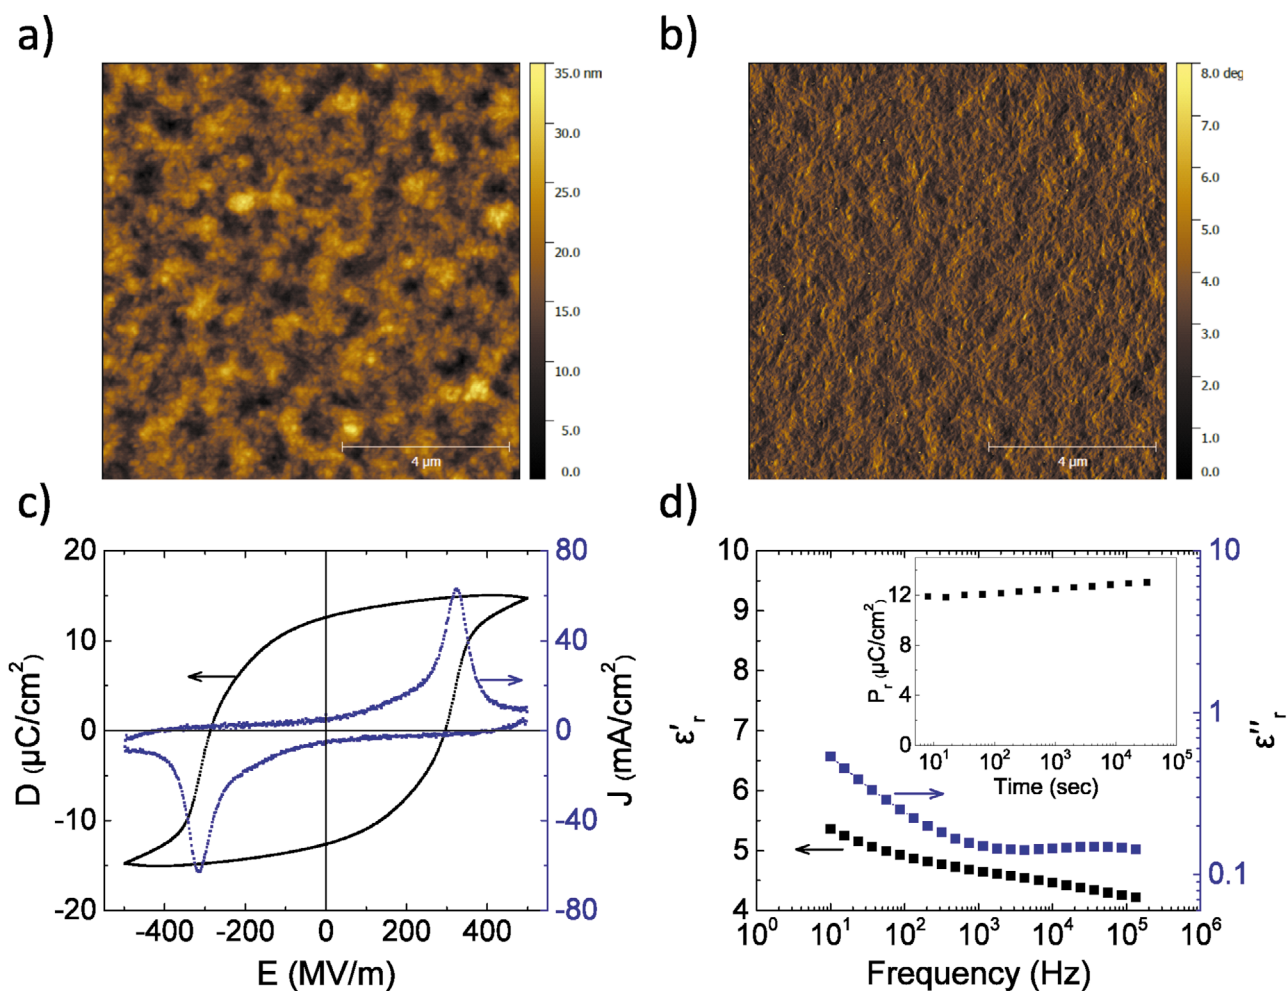 a)
35.0 nm
30.0
25.0
20.0
15.0
10.0
5.0
0.0
4 µm
b)
8.0 deg
7.0
6.0
5.0
4.0
3.0
2.0
1.0
0.0
4 µm
c)
20
10
0
-10
-20
D (µC/cm²)
80
40
0
-40
-80
J (mA/cm²)
-400 -200 0 200 400
E (MV/m)
d)
10
9
8
7
6
5
4
ε′ᵣ
10
1
0.1
ε″ᵣ
12
8
4
0
Pᵣ (µC/cm²)
10¹ 10² 10³ 10⁴ 10⁵
Time (sec)
10⁰ 10¹ 10² 10³ 10⁴ 10⁵ 10⁶
Frequency (Hz)